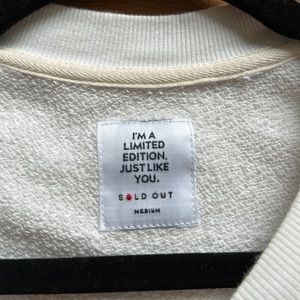 I'M A
LIMITED
EDITION,
JUST LIKE
YOU.
SOLD OUT
MEDIUM